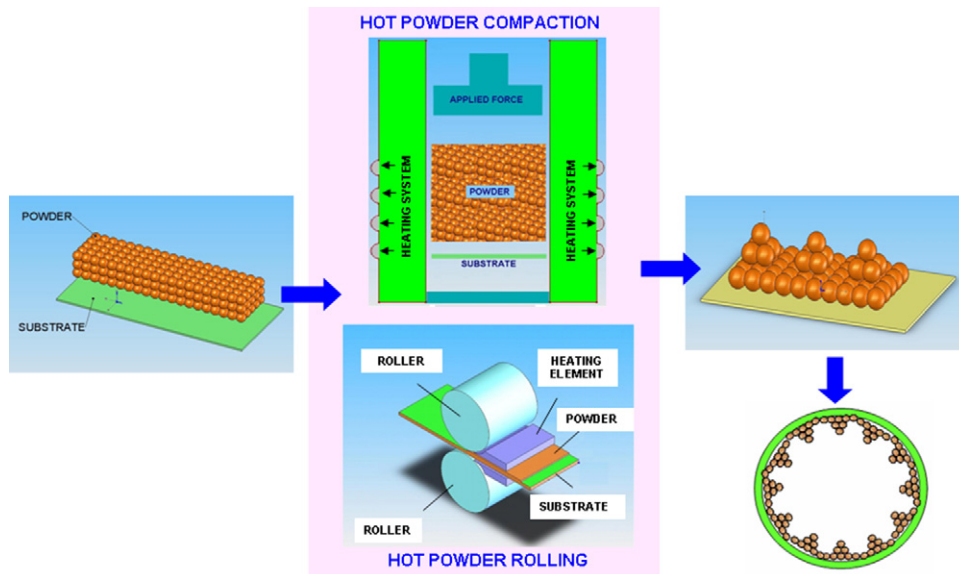 HOT POWDER COMPACTION
APPLIED FORCE
HEATING SYSTEM
POWDER
HEATING SYSTEM
SUBSTRATE
POWDER
SUBSTRATE
ROLLER
HEATING
ELEMENT
POWDER
SUBSTRATE
ROLLER
HOT POWDER ROLLING